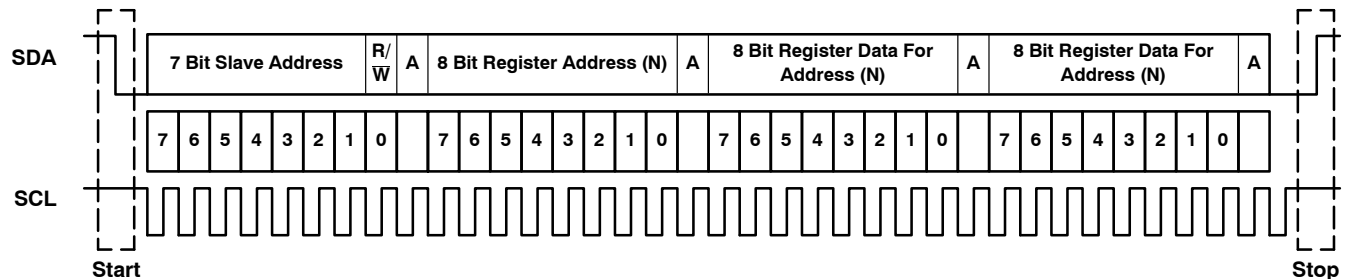 SDA
7 Bit Slave Address
R/
W
A
8 Bit Register Address (N)
A
8 Bit Register Data For
Address (N)
A
8 Bit Register Data For
Address (N)
A
7 6 5 4 3 2 1 0 7 6 5 4 3 2 1 0 7 6 5 4 3 2 1 0 7 6 5 4 3 2 1 0
SCL
Start
Stop